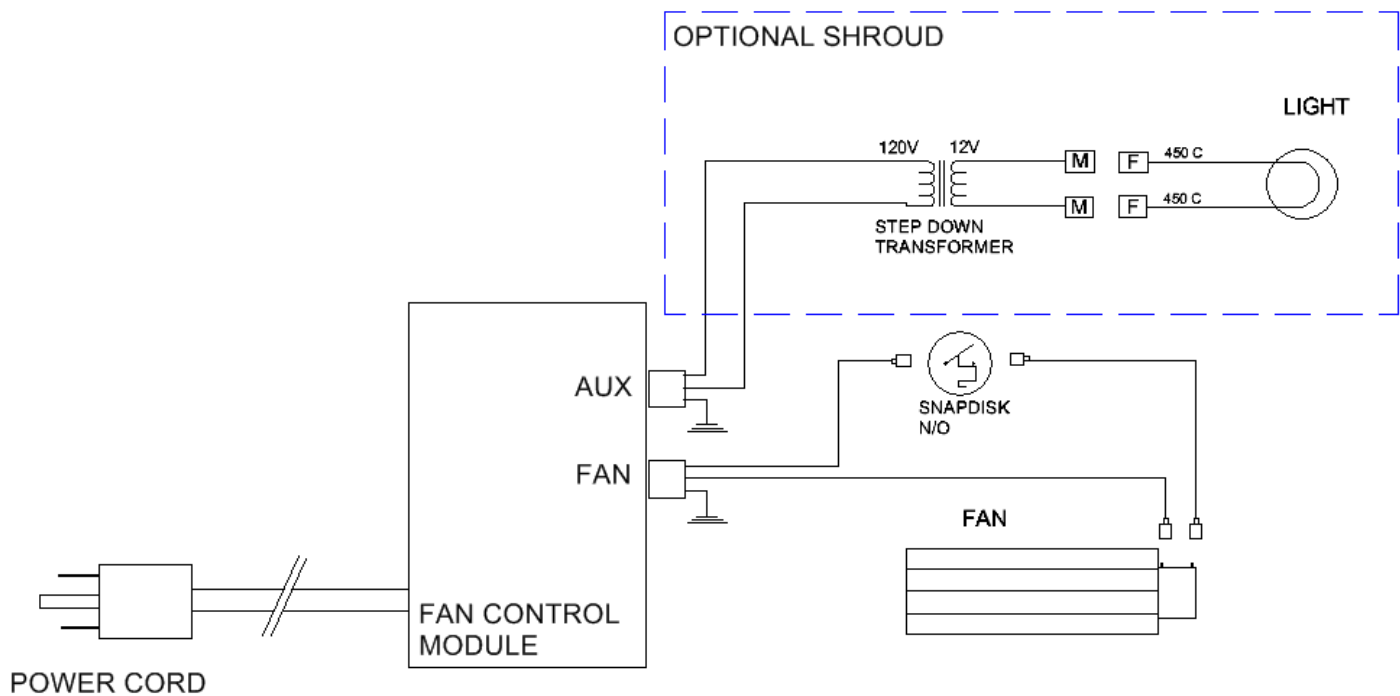 OPTIONAL SHROUD
LIGHT
120V
12V
M
F
450 C
M
F
450 C
STEP DOWN
TRANSFORMER
AUX
SNAPDISK
N/O
FAN
FAN
FAN CONTROL
MODULE
POWER CORD